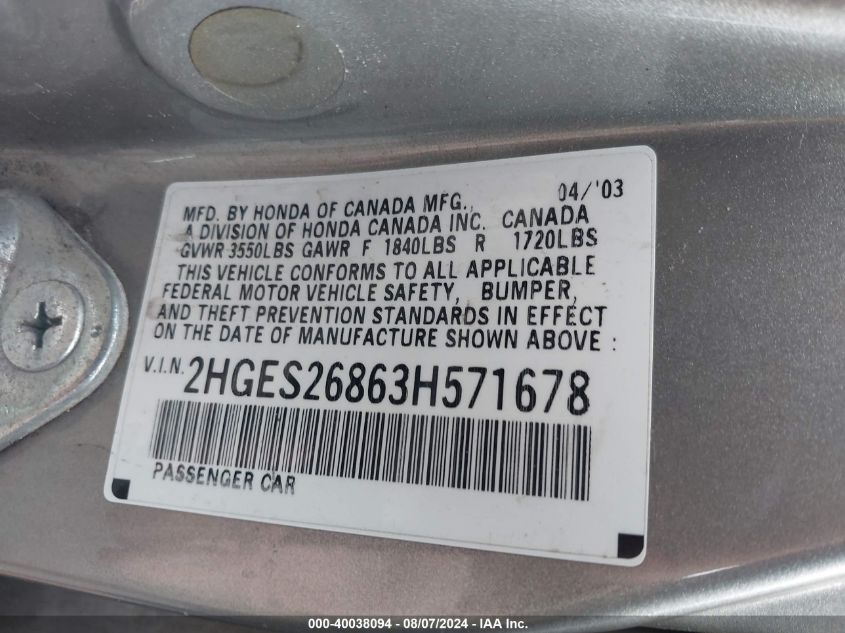 MFD. BY HONDA OF CANADA MFG., 04/'03
A DIVISION OF HONDA CANADA INC. CANADA
GVWR 3550LBS GAWR F 1840LBS R 1720LBS
THIS VEHICLE CONFORMS TO ALL APPLICABLE
FEDERAL MOTOR VEHICLE SAFETY, BUMPER,
AND THEFT PREVENTION STANDARDS IN EFFECT
ON THE DATE OF MANUFACTURE SHOWN ABOVE :
V.I.N. 2HGES26863H571678
PASSENGER CAR
000-40038094 - 08/07/2024 - IAA Inc.